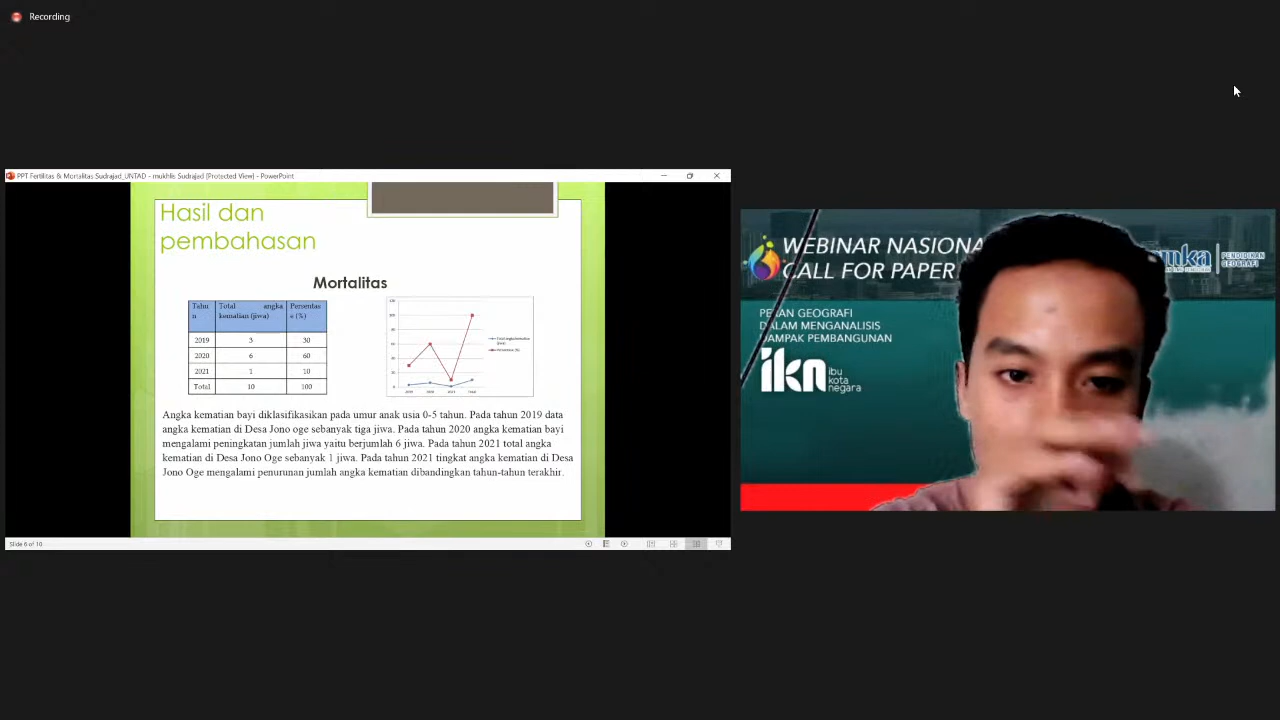 Recording
PPT Fertilitas & Mortalitas Sudrajad_UNTAD - mukhlis Sudrajad (Protected View) - PowerPoint
Hasil dan
pembahasan
Mortalitas
Tahu
n
Total angka
kematian (jiwa)
Persentas
e (%)
2019 3 30
2020 6 60
2021 1 10
Total 10 100
Angka kematian bayi diklasifikasikan pada umur anak usia 0-5 tahun. Pada tahun 2019 data
angka kematian di Desa Jono oge sebanyak tiga jiwa. Pada tahun 2020 angka kematian bayi
mengalami peningkatan jumlah jiwa yaitu berjumlah 6 jiwa. Pada tahun 2021 total angka
kematian di Desa Jono Oge sebanyak 1 jiwa. Pada tahun 2021 tingkat angka kematian di Desa
Jono Oge mengalami penurunan jumlah angka kematian dibandingkan tahun-tahun terakhir.
Slide 6 of 10
WEBINAR NASIONA
CALL FOR PAPER
PENDIDIKAN
GEOGRAFI
GEOGRAFI
DALAM MENGANALISIS
DAMPAK PEMBANGUNAN
ikn ibu
kota
negara